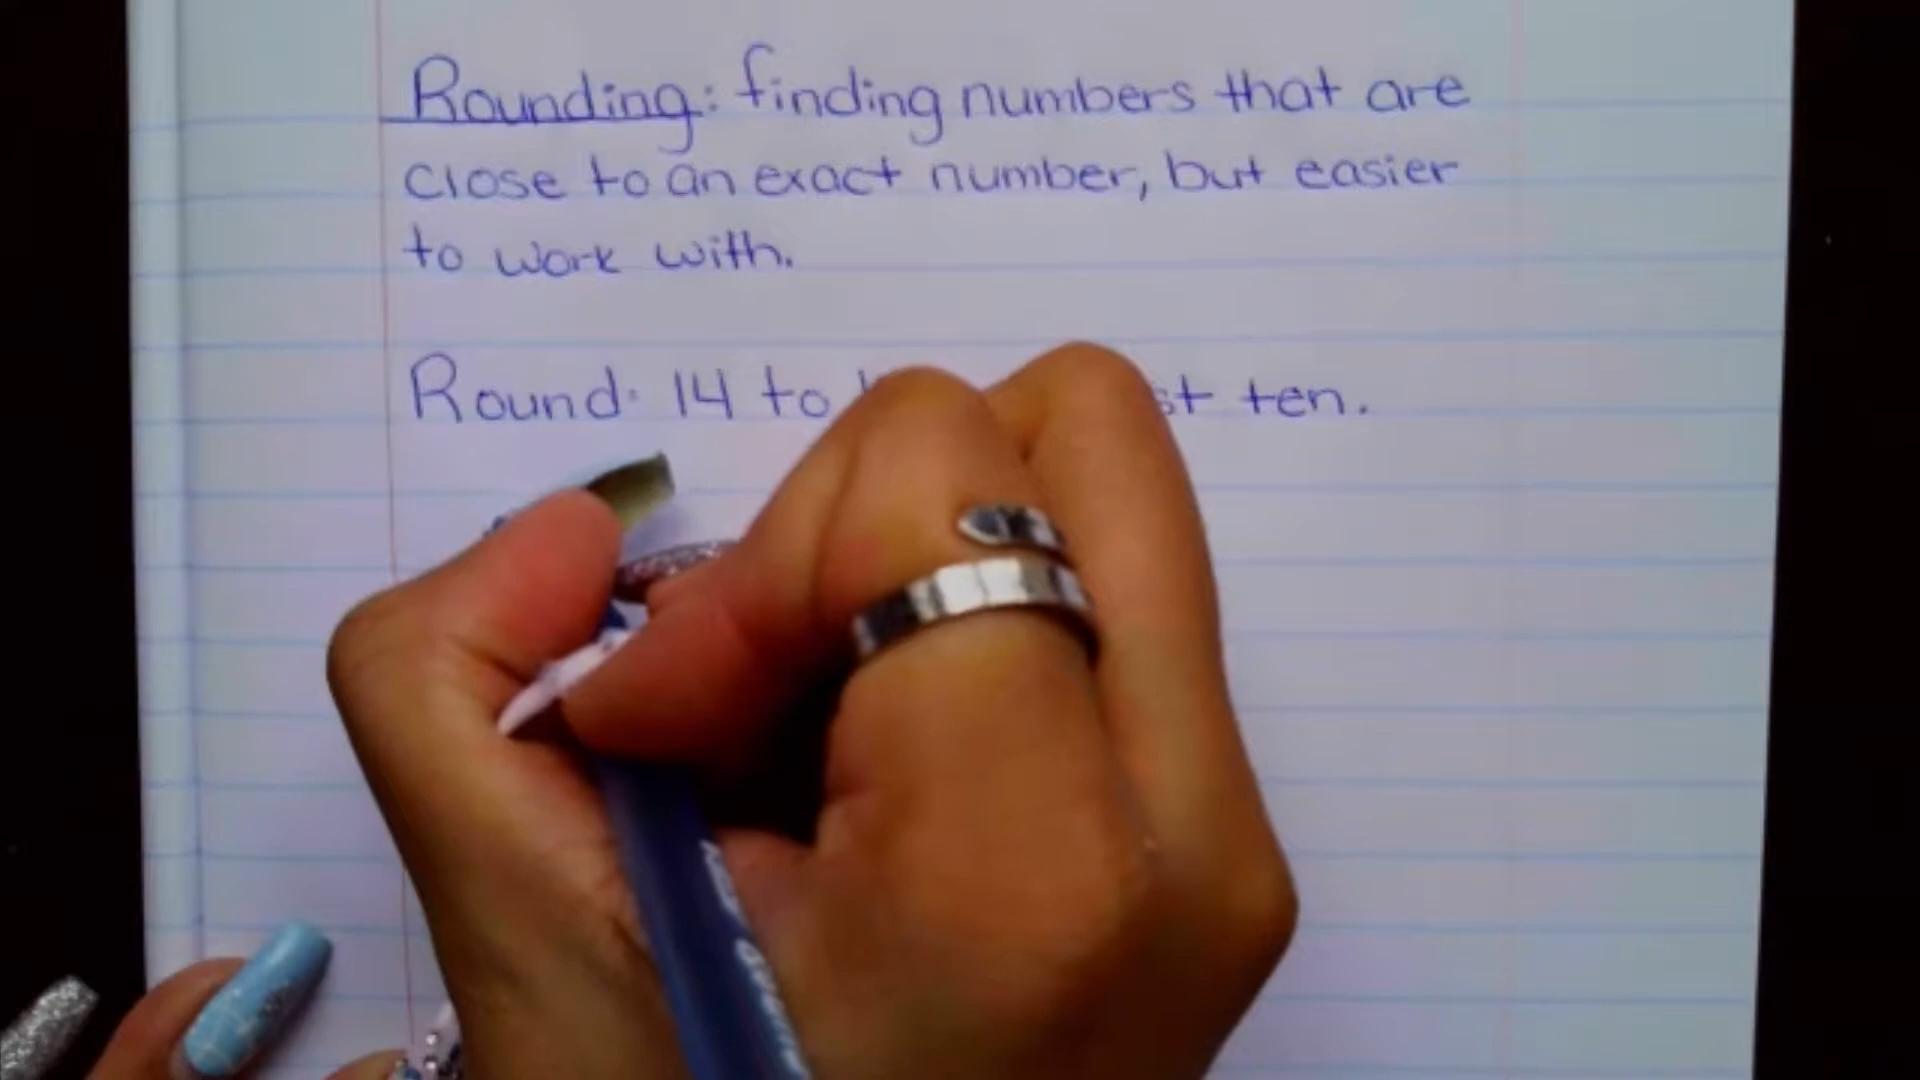 Rounding: finding numbers that are
close to an exact number, but easier
to work with.
Round: 14 to ten.